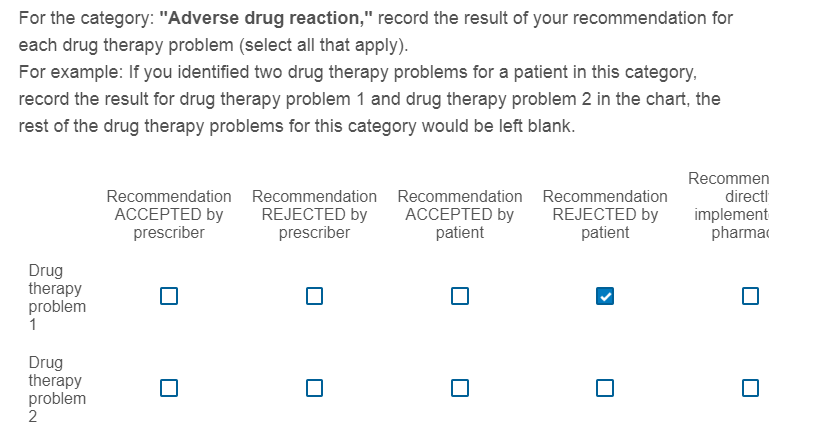 For the category: "Adverse drug reaction," record the result of your recommendation for
each drug therapy problem (select all that apply).
For example: If you identified two drug therapy problems for a patient in this category,
record the result for drug therapy problem 1 and drug therapy problem 2 in the chart, the
rest of the drug therapy problems for this category would be left blank.
Recommendation
ACCEPTED by
prescriber
Recommendation
REJECTED by
prescriber
Recommendation
ACCEPTED by
patient
Recommendation
REJECTED by
patient
Recommen
directl
implement
pharmac
Drug
therapy
problem
1
Drug
therapy
problem
2